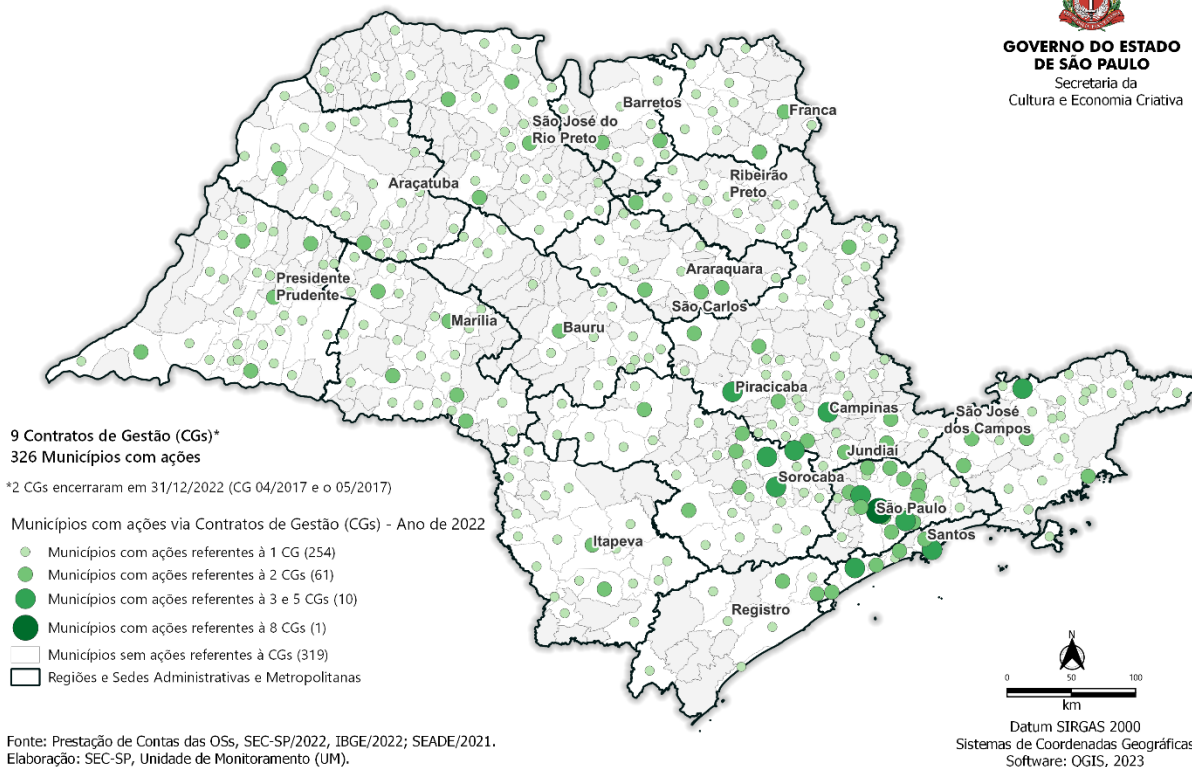 GOVERNO DO ESTADO
DE SÃO PAULO
Secretaria da
Cultura e Economia Criativa
Barretos
Franca
São José do
Rio Preto
Ribeirão
Preto
Araçatuba
Araraquara
Presidente
Prudente
São Carlos
Marília
Bauru
Piracicaba
Campinas
São José
dos Campos
Jundiaí
Sorocaba
São Paulo
Santos
Itapeva
Registro
9 Contratos de Gestão (CGs)*
326 Municípios com ações
*2 CGs encerraram em 31/12/2022 (CG 04/2017 e o 05/2017)
Municípios com ações via Contratos de Gestão (CGs) - Ano de 2022
Municípios com ações referentes à 1 CG (254)
Municípios com ações referentes à 2 CGs (61)
Municípios com ações referentes à 3 e 5 CGs (10)
Municípios com ações referentes à 8 CGs (1)
Municípios sem ações referentes à CGs (319)
Regiões e Sedes Administrativas e Metropolitanas
N
0 50 100
km
Datum SIRGAS 2000
Sistemas de Coordenadas Geográficas
Software: QGIS, 2023
Fonte: Prestação de Contas das OSs, SEC-SP/2022, IBGE/2022; SEADE/2021.
Elaboração: SEC-SP, Unidade de Monitoramento (UM).